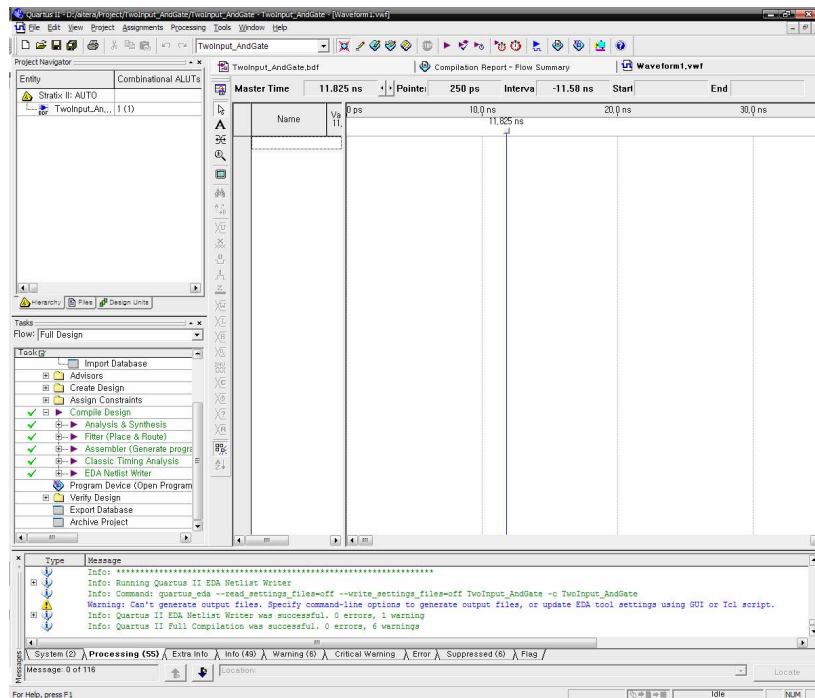 Quartus II - D:/altera/Project/TwoInput_AndGate/TwoInput_AndGate - TwoInput_AndGate - [Waveform1.vwf]
File Edit View Project Assignments Processing Tools Window Help
TwoInput_AndGate
Project Navigator
Entity Combinational ALUTs
Stratix II: AUTO
TwoInput_An... 1 (1)
Hierarchy Files Design Units
Tasks
Flow: Full Design
Task
Import Database
Advisors
Create Design
Assign Constraints
Compile Design
Analysis & Synthesis
Fitter (Place & Route)
Assembler (Generate progra
Classic Timing Analysis
EDA Netlist Writer
Program Device (Open Program
Verify Design
Export Database
Archive Project
TwoInput_AndGate.bdf Compilation Report - Flow Summary Waveform1.vwf
Master Time 11.825 ns Pointer 250 ps Interva -11.58 ns Start End
Name Va 11.
0 ps 10.0 ns 20.0 ns 30.0 ns
11.825 ns
Type Message
Info: *******************************************************************
Info: Running Quartus II EDA Netlist Writer
Info: Command: quartus_eda --read_settings_files=off --write_settings_files=off TwoInput_AndGate -c TwoInput_AndGate
Warning: Can't generate output files. Specify command-line options to generate output files, or update EDA tool settings using GUI or Tcl script.
Info: Quartus II EDA Netlist Writer was successful. 0 errors, 1 warning
Info: Quartus II Full Compilation was successful. 0 errors, 6 warnings
System (2) Processing (55) Extra Info Info (49) Warning (6) Critical Warning Error Suppressed (6) Flag
Messages
Message: 0 of 116 Location: Locate
For Help, press F1 Idle NUM